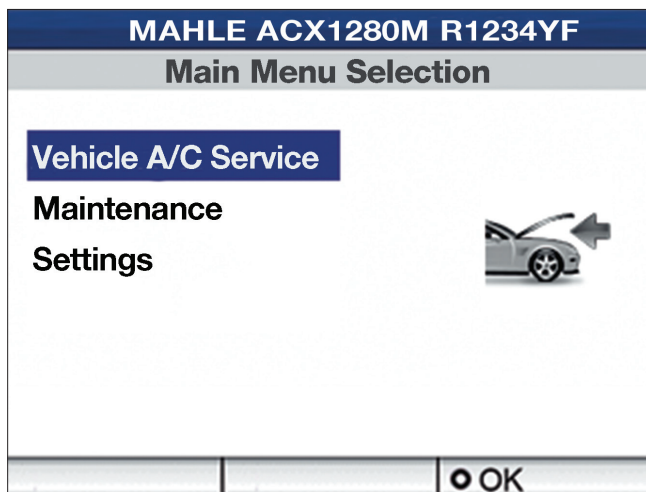 MAHLE ACX1280M R1234YF
Main Menu Selection
Vehicle A/C Service
Maintenance
Settings
OK